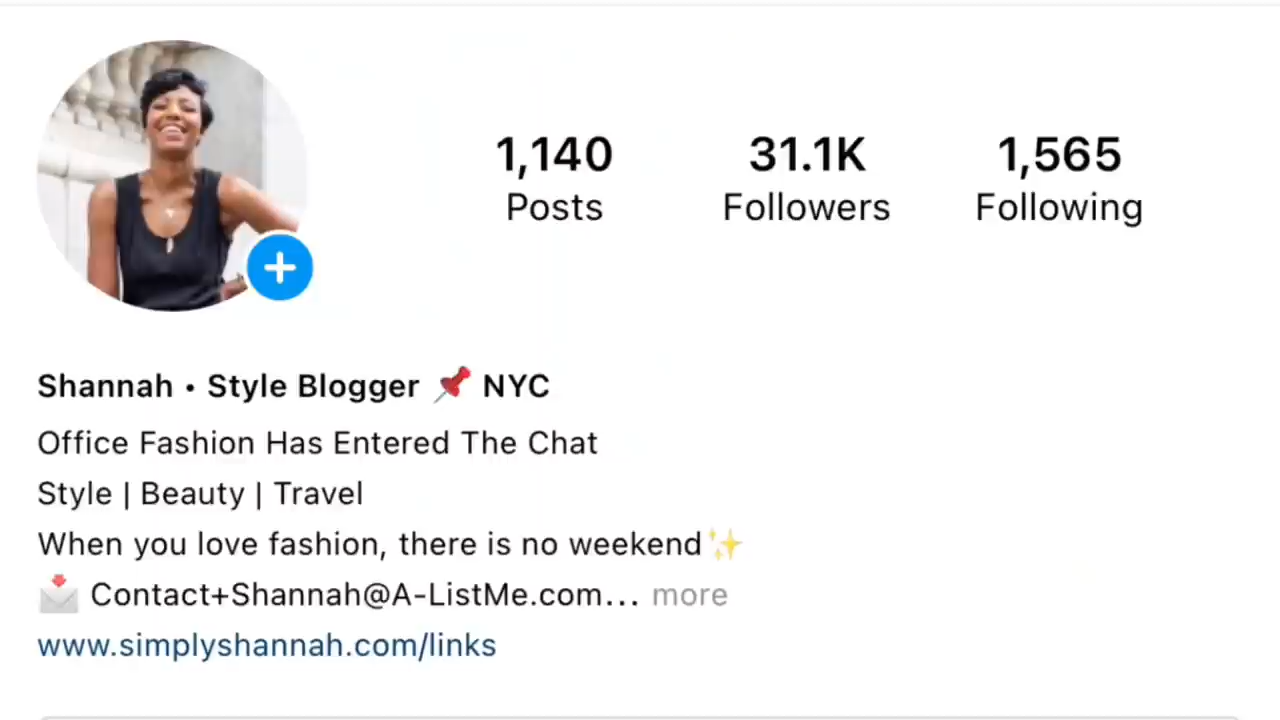 1,140 31.1K 1,565
Posts Followers Following
Shannah • Style Blogger 📌 NYC
Office Fashion Has Entered The Chat
Style | Beauty | Travel
When you love fashion, there is no weekend✨
📩 Contact+Shannah@A-ListMe.com... more
www.simplyshannah.com/links